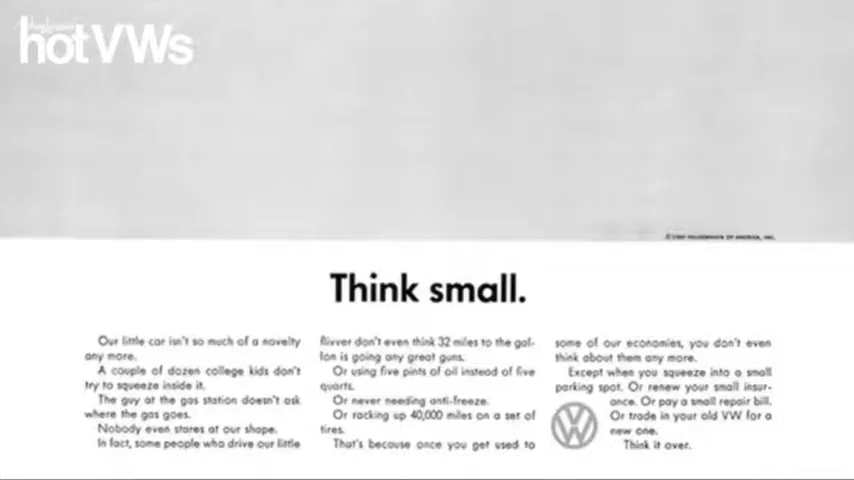 hotVWs
© 1960 VOLKSWAGEN OF AMERICA, INC.
Think small.
Our little car isn't so much of a novelty
any more.
A couple of dozen college kids don't
try to squeeze inside it.
The guy at the gas station doesn't ask
where the gas goes.
Nobody even stares at our shape.
In fact, some people who drive our little
flivver don't even think 32 miles to the gal-
lon is going any great guns.
Or using five pints of oil instead of five
quarts.
Or never needing anti-freeze.
Or racking up 40,000 miles on a set of
tires.
That's because once you get used to
some of our economies, you don't even
think about them any more.
Except when you squeeze into a small
parking spot. Or renew your small insur-
ance. Or pay a small repair bill.
Or trade in your old VW for a
new one.
Think it over.